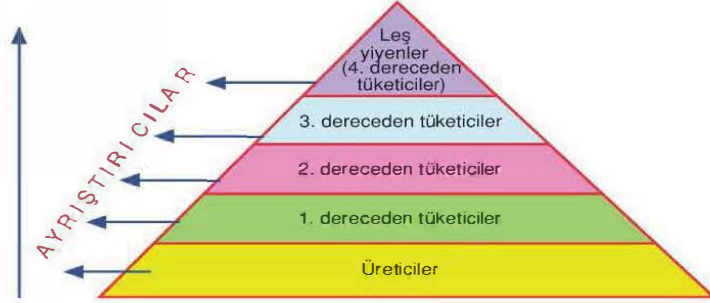 Leş
yiyenler
(4. dereceden
tüketiciler)
AYRIŞTIRICILAR
3. dereceden tüketiciler
2. dereceden tüketiciler
1. dereceden tüketiciler
Üreticiler